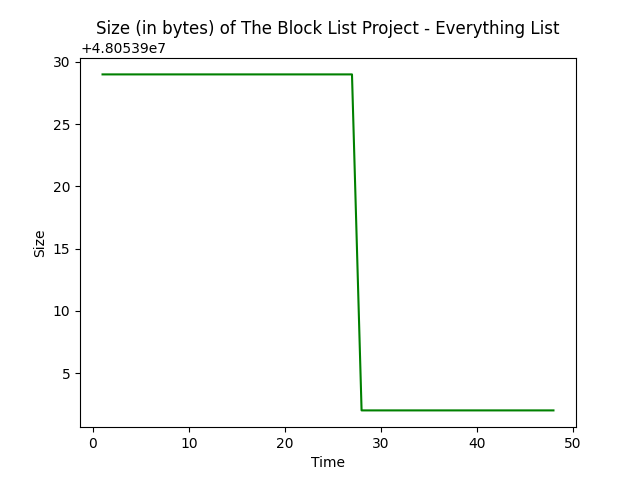 Size (in bytes) of The Block List Project - Everything List
+4.80539e7
30
25
20
15
10
5
Size
0 10 20 30 40 50
Time